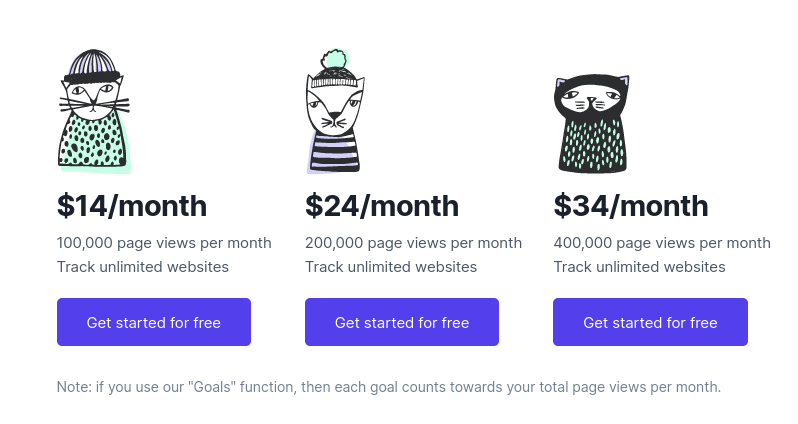 $14/month
100,000 page views per month
Track unlimited websites
Get started for free
$24/month
200,000 page views per month
Track unlimited websites
Get started for free
$34/month
400,000 page views per month
Track unlimited websites
Get started for free
Note: if you use our "Goals" function, then each goal counts towards your total page views per month.